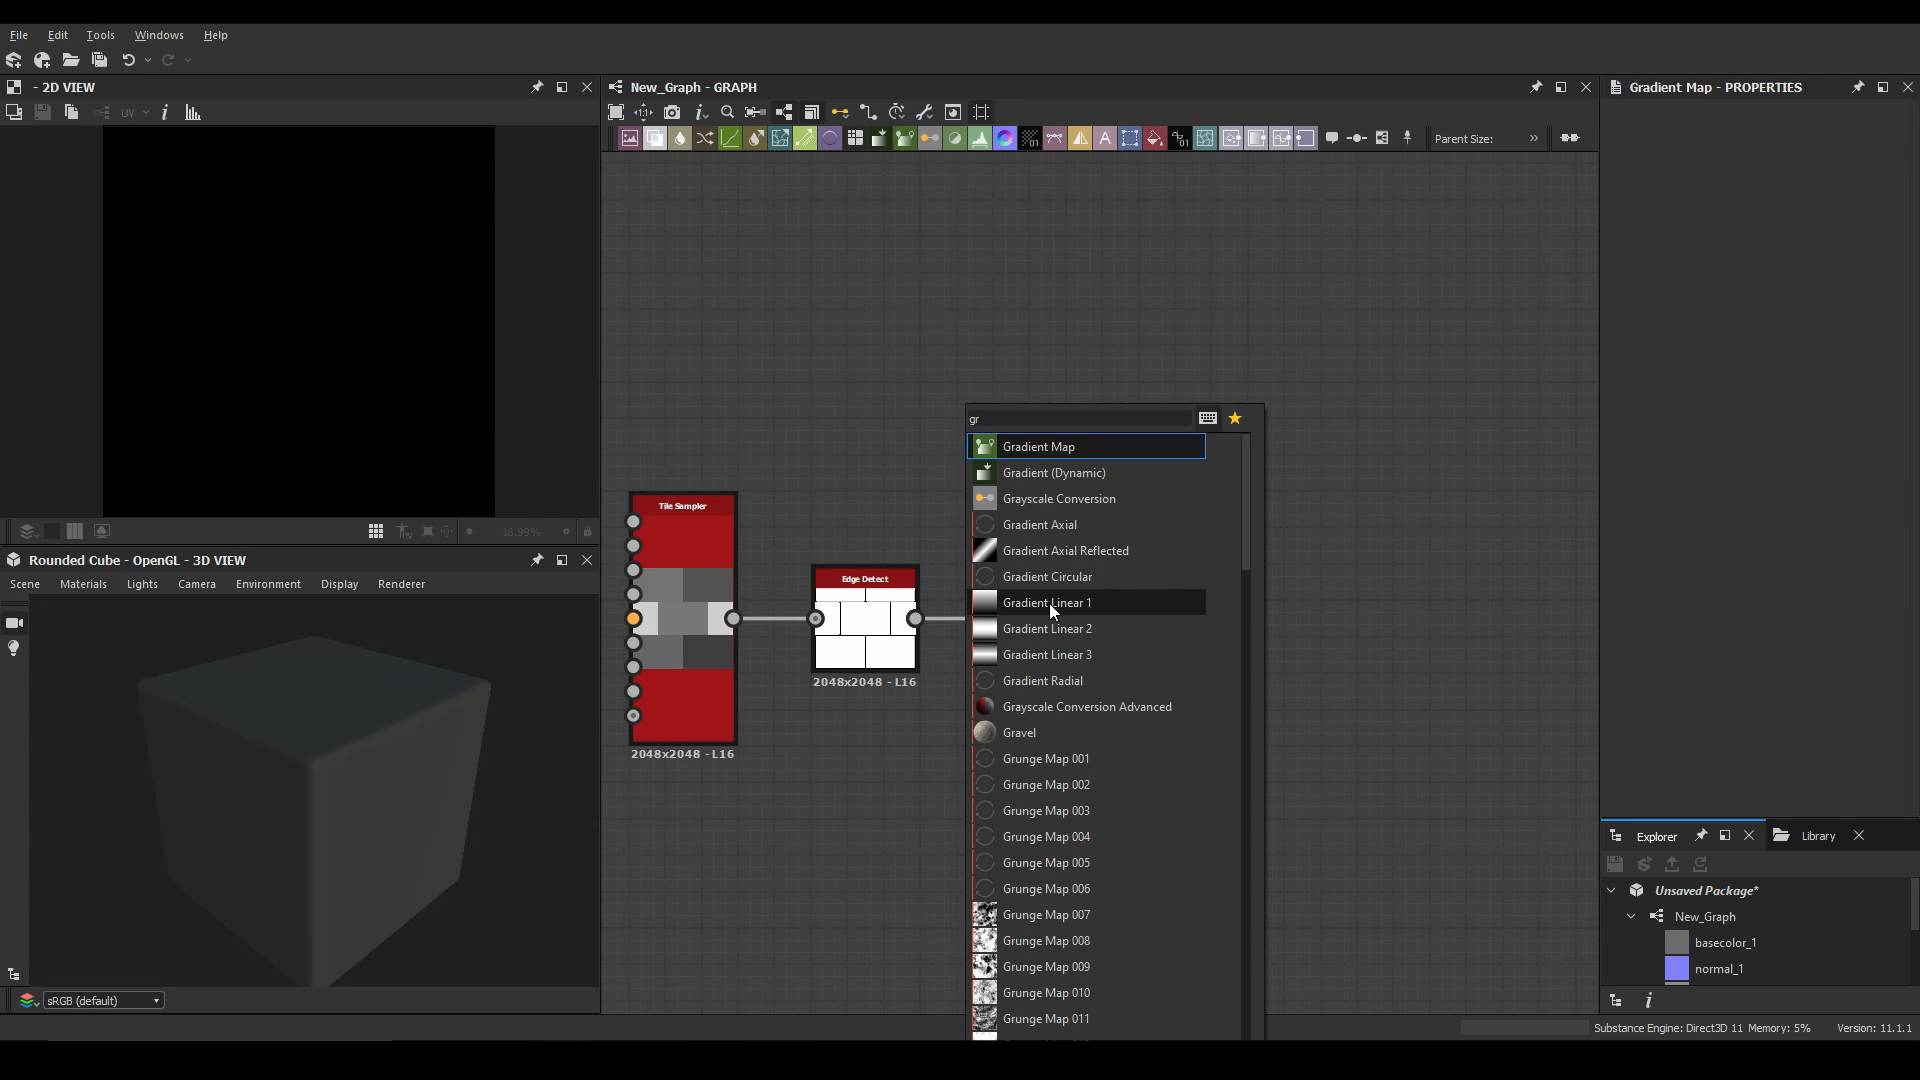 File Edit Tools Windows Help
- 2D VIEW
New_Graph - GRAPH
Gradient Map - PROPERTIES
UV
Parent Size:
gr
Gradient Map
Gradient (Dynamic)
Grayscale Conversion
Gradient Axial
Gradient Axial Reflected
Gradient Circular
Gradient Linear 1
Gradient Linear 2
Gradient Linear 3
Gradient Radial
Grayscale Conversion Advanced
Gravel
Grunge Map 001
Grunge Map 002
Grunge Map 003
Grunge Map 004
Grunge Map 005
Grunge Map 006
Grunge Map 007
Grunge Map 008
Grunge Map 009
Grunge Map 010
Grunge Map 011
Tile Sampler
2048x2048 - L16
Edge Detect
2048x2048 - L16
18.99%
Rounded Cube - OpenGL - 3D VIEW
Scene Materials Lights Camera Environment Display Renderer
sRGB (default)
Explorer
Library
Unsaved Package*
New_Graph
basecolor_1
normal_1
Substance Engine: Direct3D 11 Memory: 5%
Version: 11.1.1